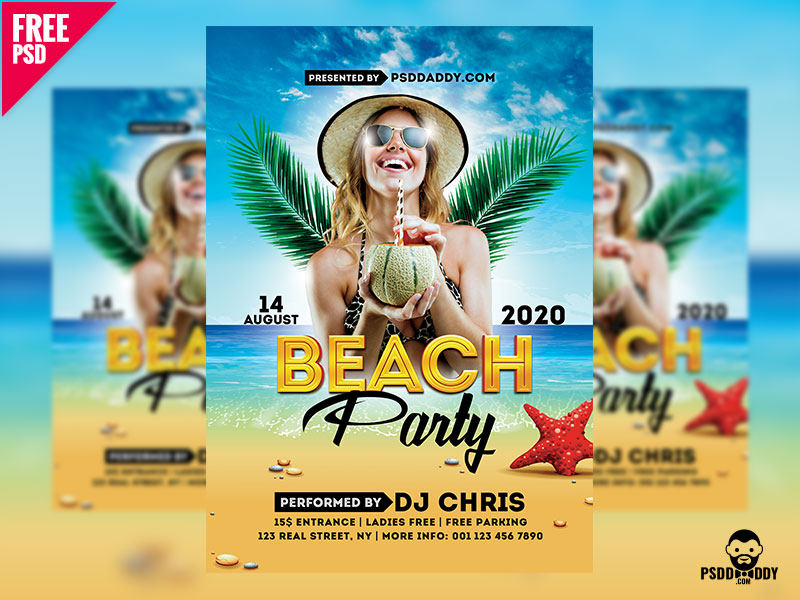 FREE
PSD
PRESENTED BY PSDDADDY.COM
14
AUGUST
2020
BEACH
Party
PERFORMED BY DJ CHRIS
15$ ENTRANCE | LADIES FREE | FREE PARKING
123 REAL STREET, NY | MORE INFO: 001 123 456 7890
PSDDADDY
.COM